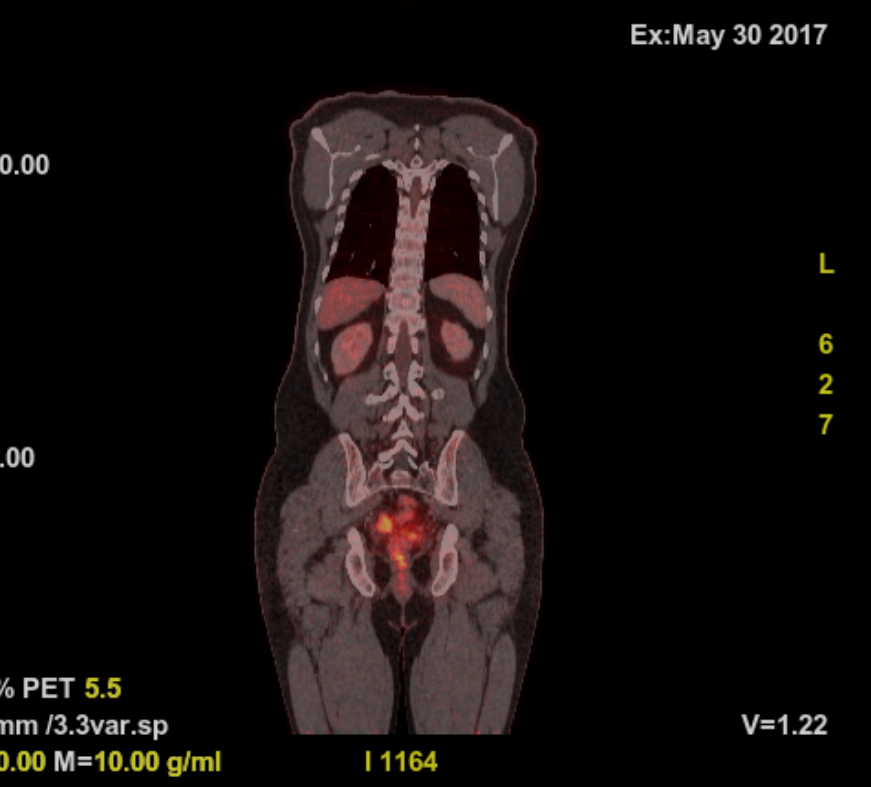 Ex:May 30 2017
0.00
L
6
2
7
.00
% PET 5.5
mm /3.3var.sp
V=1.22
0.00 M=10.00 g/ml
I 1164